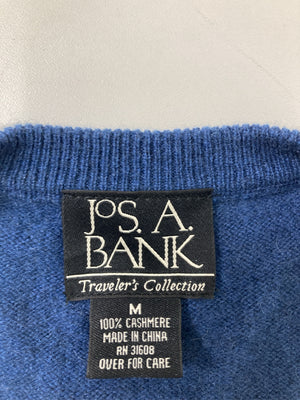 JOS. A.
BANK
Traveler's Collection
M
100% CASHMERE
MADE IN CHINA
RN 31608
OVER FOR CARE